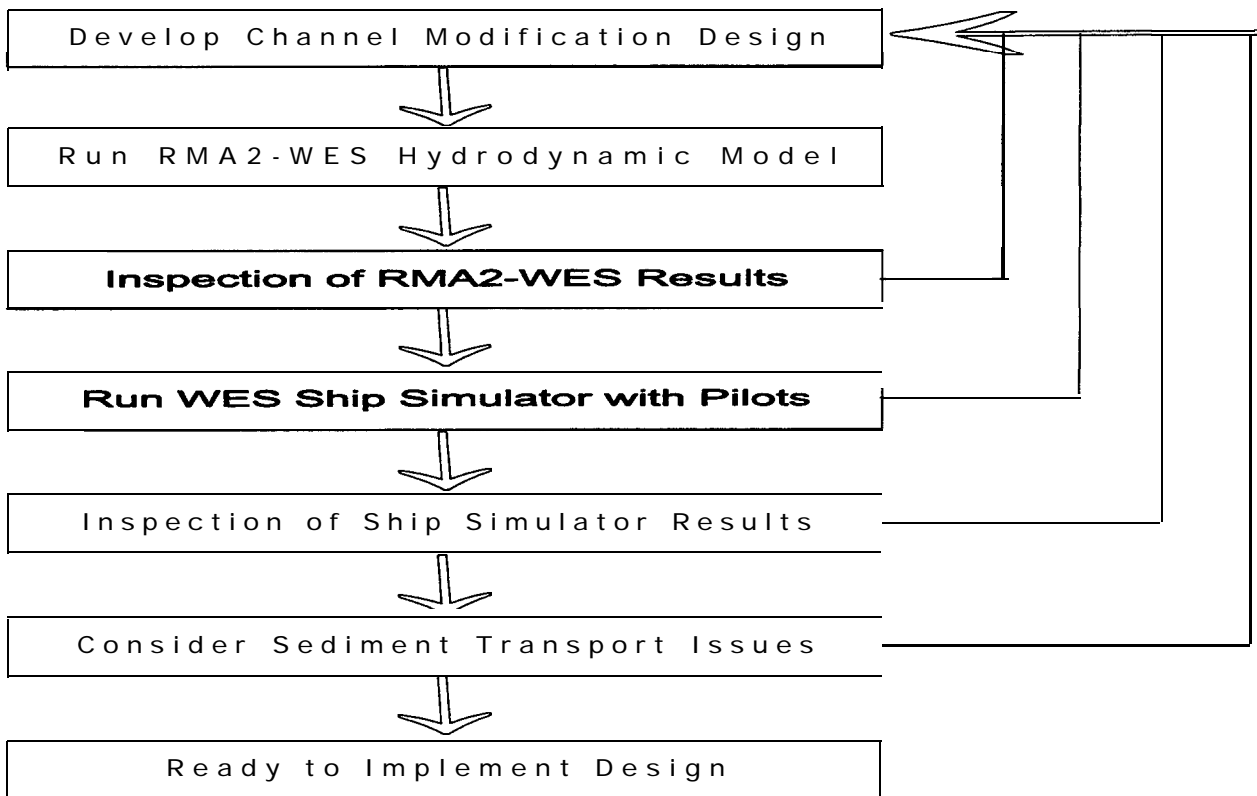 Develop Channel Modification Design
Run RMA2-WES Hydrodynamic Model
Inspection of RMA2-WES Results
Run WES Ship Simulator with Pilots
Inspection of Ship Simulator Results
Consider Sediment Transport Issues
Ready to Implement Design